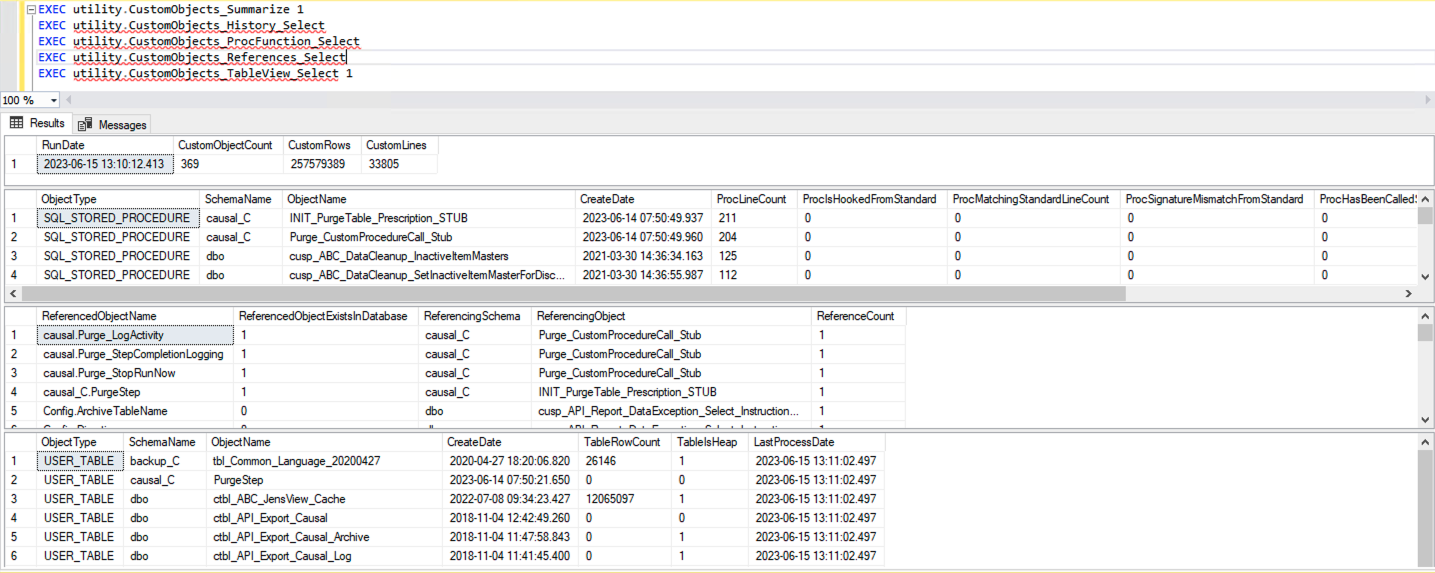 EXEC utility.CustomObjects_Summarize 1
EXEC utility.CustomObjects_History_Select
EXEC utility.CustomObjects_ProcFunction_Select
EXEC utility.CustomObjects_References_Select
EXEC utility.CustomObjects_TableView_Select 1
100 %
Results Messages
RunDate CustomObjectCount CustomRows CustomLines
1 2023-06-15 13:10:12.413 369 257579389 33805
ObjectType SchemaName ObjectName CreateDate ProcLineCount ProcIsHookedFromStandard ProcMatchingStandardLineCount ProcSignatureMismatchFromStandard ProcHasBeenCalledS
1 SQL_STORED_PROCEDURE causal_C INIT_PurgeTable_Prescription_STUB 2023-06-14 07:50:49.937 211 0 0 0 0
2 SQL_STORED_PROCEDURE causal_C Purge_CustomProcedureCall_Stub 2023-06-14 07:50:49.960 204 0 0 0 0
3 SQL_STORED_PROCEDURE dbo cusp_ABC_DataCleanup_InactiveItemMasters 2021-03-30 14:36:34.163 125 0 0 0 0
4 SQL_STORED_PROCEDURE dbo cusp_ABC_DataCleanup_SetInactiveItemMasterForDisc... 2021-03-30 14:36:55.987 112 0 0 0 0
ReferencedObjectName ReferencedObjectExistsInDatabase ReferencingSchema ReferencingObject ReferenceCount
1 causal.Purge_LogActivity 1 causal_C Purge_CustomProcedureCall_Stub 1
2 causal.Purge_StepCompletionLogging 1 causal_C Purge_CustomProcedureCall_Stub 1
3 causal.Purge_StopRunNow 1 causal_C Purge_CustomProcedureCall_Stub 1
4 causal_C.PurgeStep 1 causal_C INIT_PurgeTable_Prescription_STUB 1
5 Config.ArchiveTableName 0 dbo cusp_API_Report_DataException_Select_Instruction... 1
ObjectType SchemaName ObjectName CreateDate TableRowCount TableIsHeap LastProcessDate
1 USER_TABLE backup_C tbl_Common_Language_20200427 2020-04-27 18:20:06.820 26146 1 2023-06-15 13:11:02.497
2 USER_TABLE causal_C PurgeStep 2023-06-14 07:50:21.650 0 0 2023-06-15 13:11:02.497
3 USER_TABLE dbo ctbl_ABC_JensView_Cache 2022-07-08 09:34:23.427 12065097 1 2023-06-15 13:11:02.497
4 USER_TABLE dbo ctbl_API_Export_Causal 2018-11-04 12:42:49.260 0 0 2023-06-15 13:11:02.497
5 USER_TABLE dbo ctbl_API_Export_Causal_Archive 2018-11-04 11:47:58.843 0 1 2023-06-15 13:11:02.497
6 USER_TABLE dbo ctbl_API_Export_Causal_Log 2018-11-04 11:41:45.400 0 1 2023-06-15 13:11:02.497